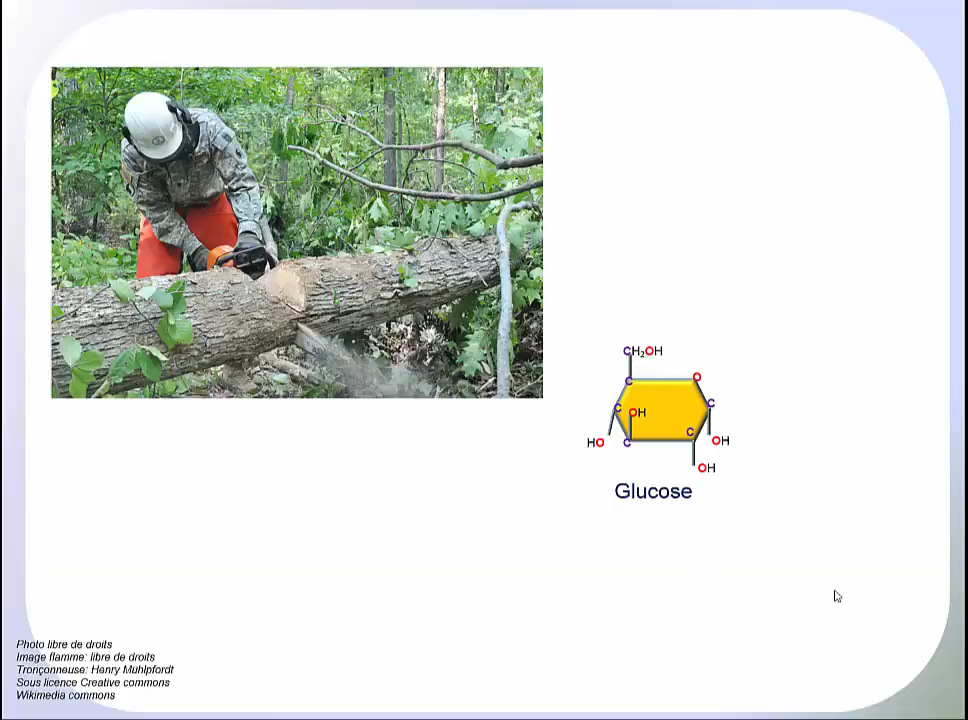 CH₂OH
C
O
C
OH
C
HO
C
C
OH
OH
Glucose
Photo libre de droits
Image flamme: libre de droits
Tronçonneuse: Henry Mühlpfordt
Sous licence Creative commons
Wikimedia commons